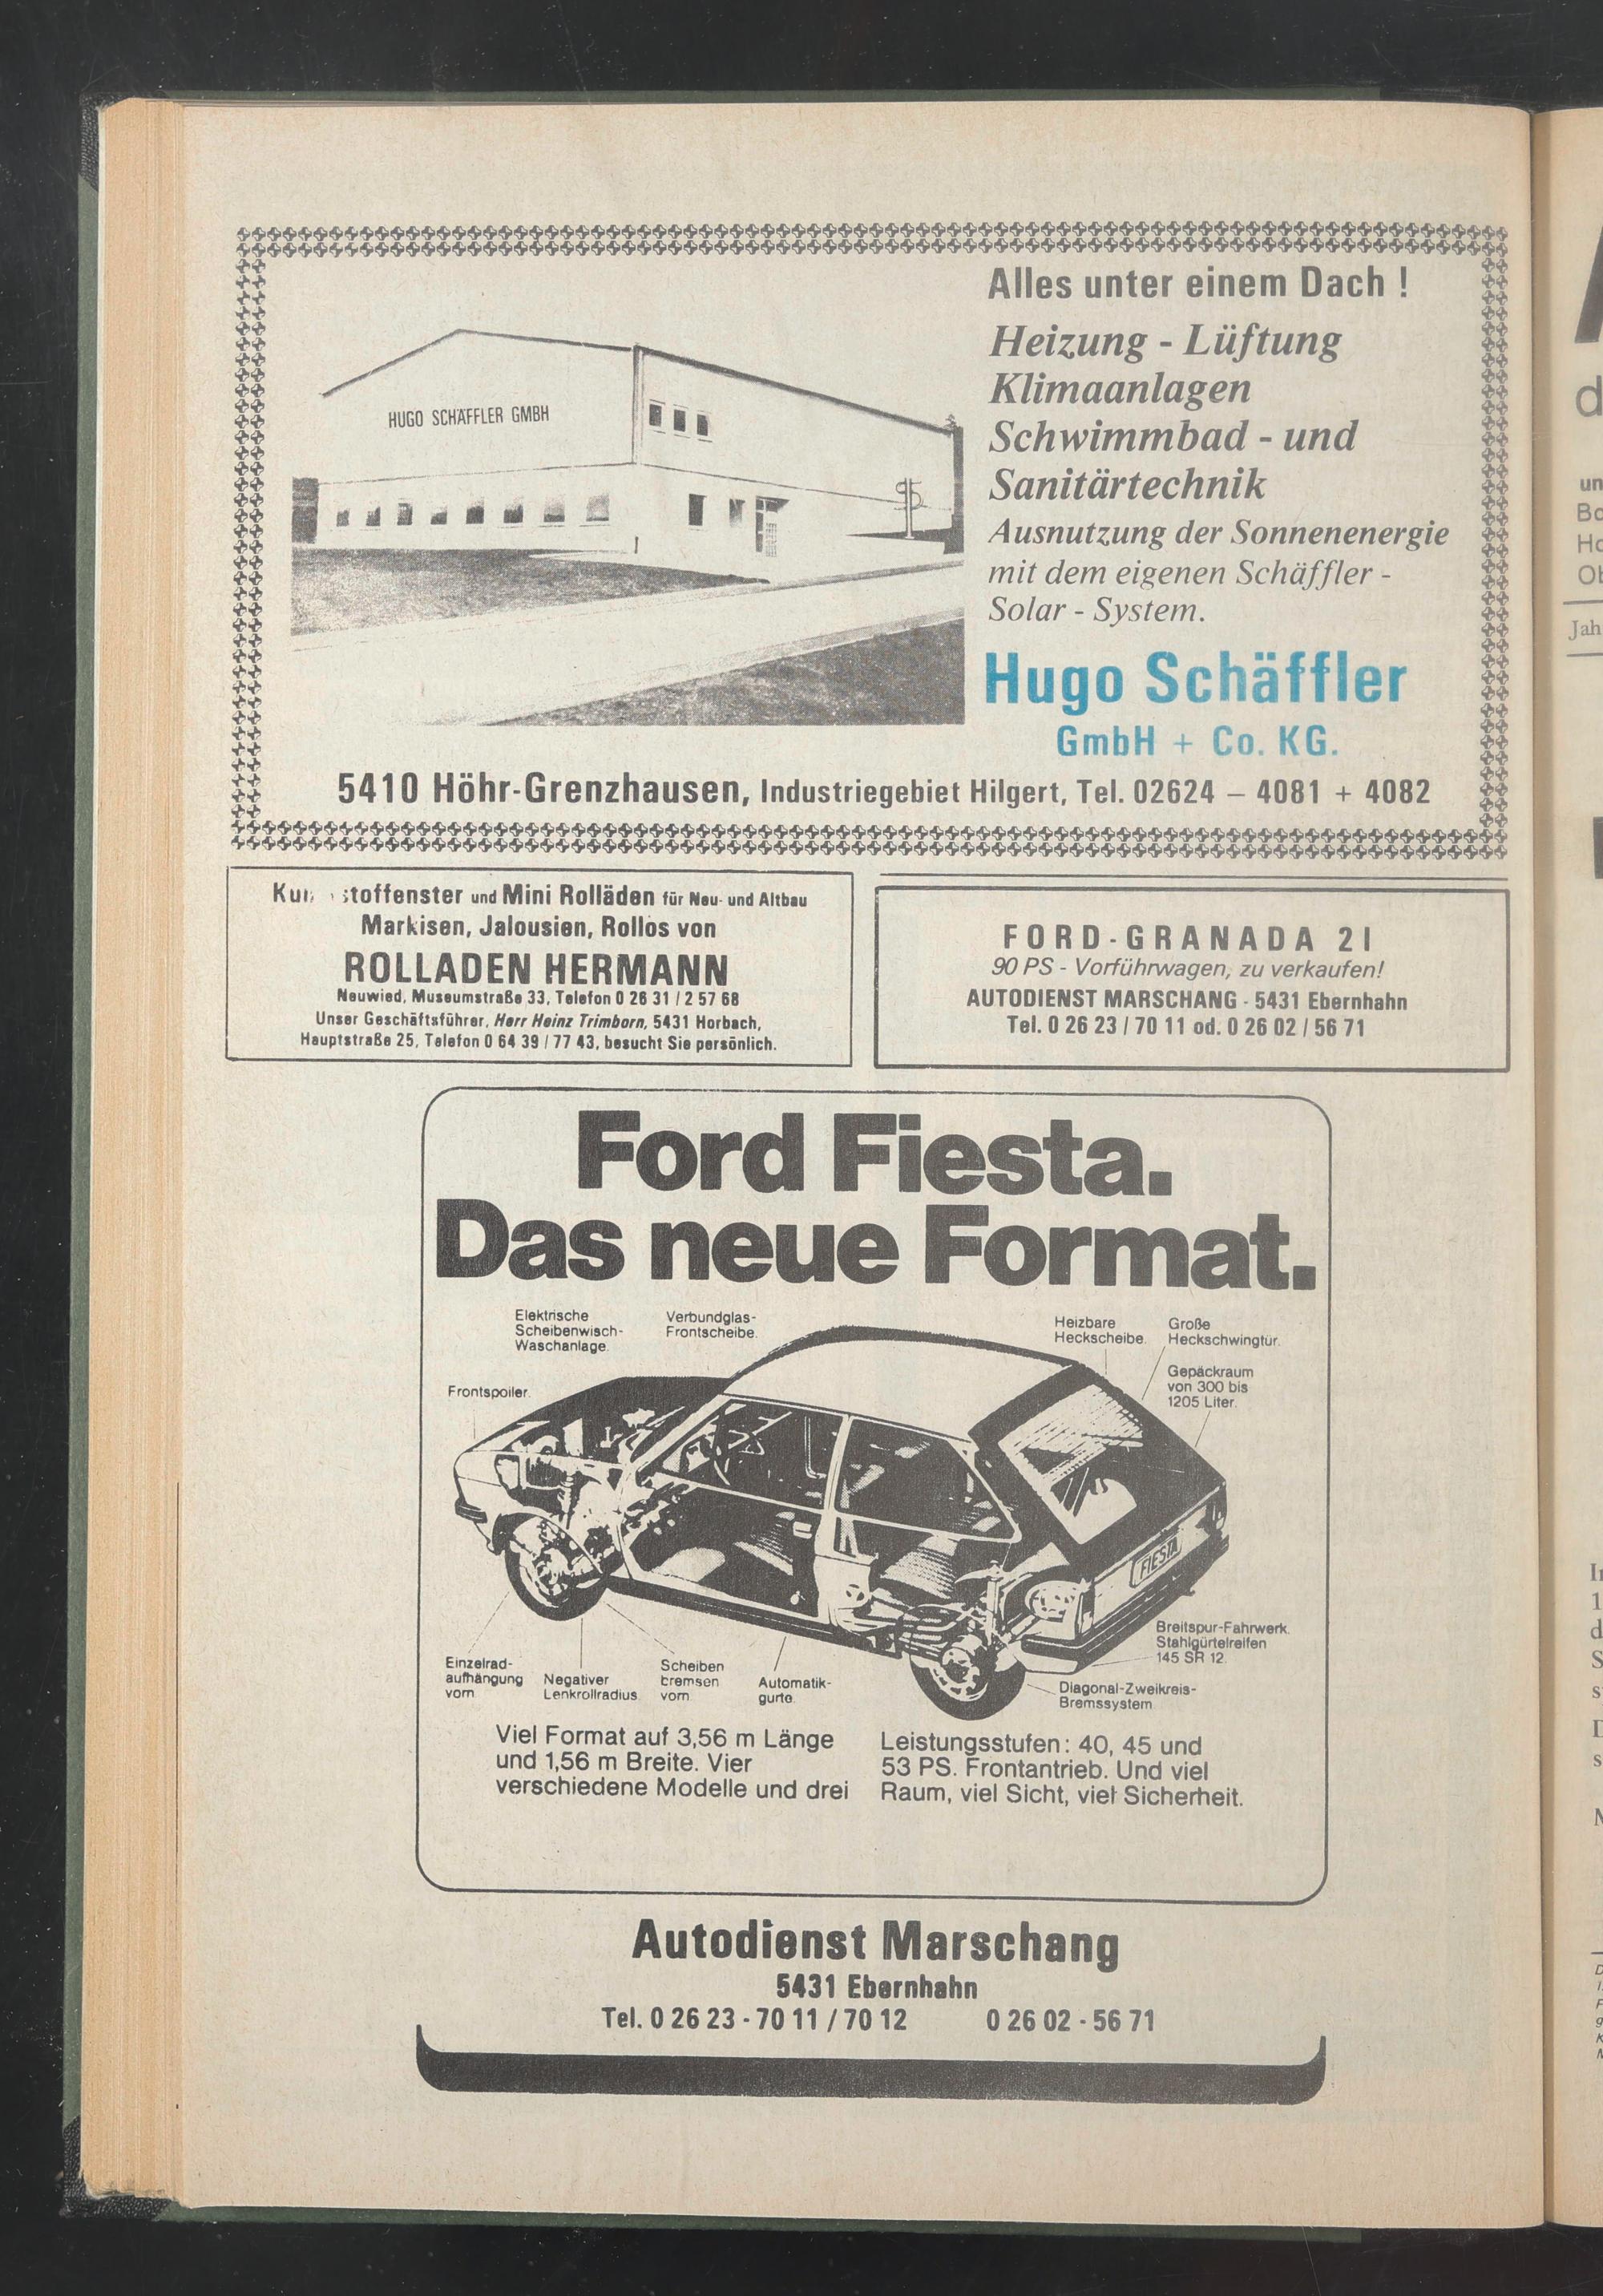 Alles unter einem Dach !
Heizung - Lüftung
Klimaanlagen
Schwimmbad - und
Sanitärtechnik
Ausnutzung der Sonnenenergie
mit dem eigenen Schäffler -
Solar - System.
HUGO SCHÄFFLER GMBH
Hugo Schäffler
GmbH + Co. KG.
5410 Höhr-Grenzhausen, Industriegebiet Hilgert, Tel. 02624 – 4081 + 4082
stoffenster und Mini Rolläden für Neu- und Altbau
Markisen, Jalousien, Rollos von
ROLLADEN HERMANN
Neuwied, Museumstraße 33, Telefon 0 26 31 / 2 57 68
Unser Geschäftsführer, Herr Heinz Trimborn, 5431 Horbach,
Hauptstraße 25, Telefon 0 64 39 / 77 43, besucht Sie persönlich.
FORD-GRANADA 2l
90 PS - Vorführwagen, zu verkaufen!
AUTODIENST MARSCHANG - 5431 Ebernhahn
Tel. 0 26 23 / 70 11 od. 0 26 02 / 56 71
Ford Fiesta.
Das neue Format.
Elektrische
Scheibenwisch-
Waschanlage.
Verbundglas-
Frontscheibe.
Heizbare
Heckscheibe.
Große
Heckschwingtür.
Gepäckraum
von 300 bis
1205 Liter.
Frontspoiler.
FIESTA
Breitspur-Fahrwerk.
Stahlgürtelreifen
145 SR 12.
Einzelrad-
aufhängung
vorn
Negativer
Lenkrollradius
Scheiben
bremsen
vorn
Automatik-
gurte.
Diagonal-Zweikreis-
Bremssystem.
Viel Format auf 3,56 m Länge
und 1,56 m Breite. Vier
verschiedene Modelle und drei
Leistungsstufen: 40, 45 und
53 PS. Frontantrieb. Und viel
Raum, viel Sicht, viel Sicherheit.
Autodienst Marschang
5431 Ebernhahn
Tel. 0 26 23 - 70 11 / 70 12 0 26 02 - 56 71